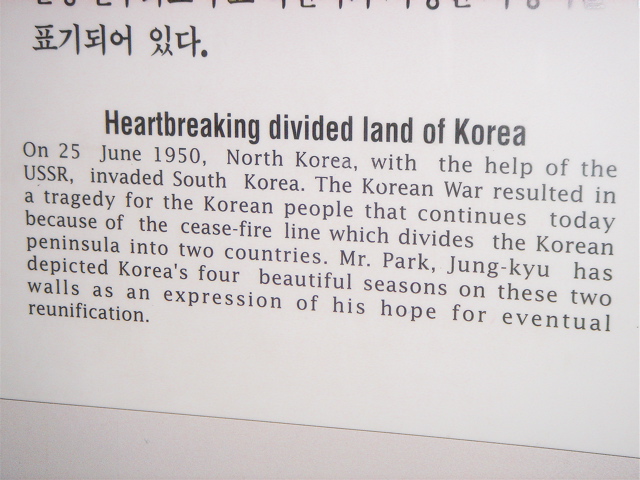 표기되어 있다.
Heartbreaking divided land of Korea
On 25 June 1950, North Korea, with the help of the
USSR, invaded South Korea. The Korean War resulted in
a tragedy for the Korean people that continues today
because of the cease-fire line which divides the Korean
peninsula into two countries. Mr. Park, Jung-kyu has
depicted Korea's four beautiful seasons on these two
walls as an expression of his hope for eventual
reunification.